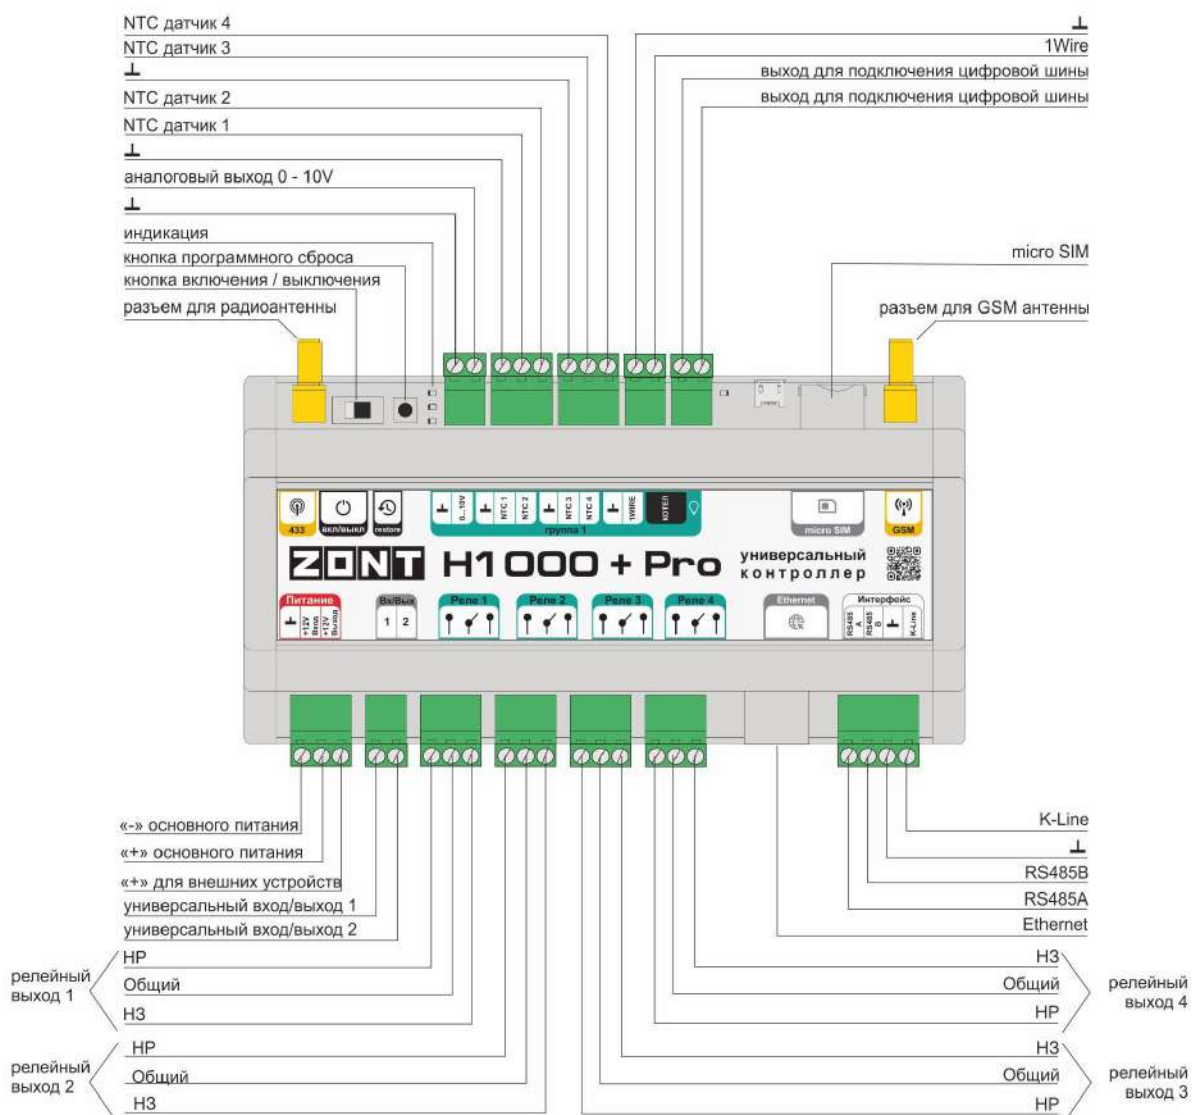 NTC датчик 4
NTC датчик 3
NTC датчик 2
NTC датчик 1
аналоговый выход 0 - 10V
индикация
кнопка программного сброса
кнопка включения / выключения
разъем для радиоантенны
1Wire
выход для подключения цифровой шины
выход для подключения цифровой шины
micro SIM
разъем для GSM антенны
433
вкл/выкл
restore
0...10V
NTC 1
NTC 2
NTC 3
NTC 4
1WIRE
КОТЕЛ
группа 1
micro SIM
GSM
ZONT H1000 + Pro
универсальный
контроллер
Питание
+12V Вход
+12V Выход
Вх/Вых
1 2
Реле 1
Реле 2
Реле 3
Реле 4
Ethernet
Интерфейс
RS485 A
RS485 B
K-Line
«-» основного питания
«+» основного питания
«+» для внешних устройств
универсальный вход/выход 1
универсальный вход/выход 2
релейный
выход 1
НР
Общий
НЗ
релейный
выход 2
НР
Общий
НЗ
K-Line
RS485B
RS485A
Ethernet
НЗ
Общий
НР
релейный
выход 4
НЗ
Общий
НР
релейный
выход 3